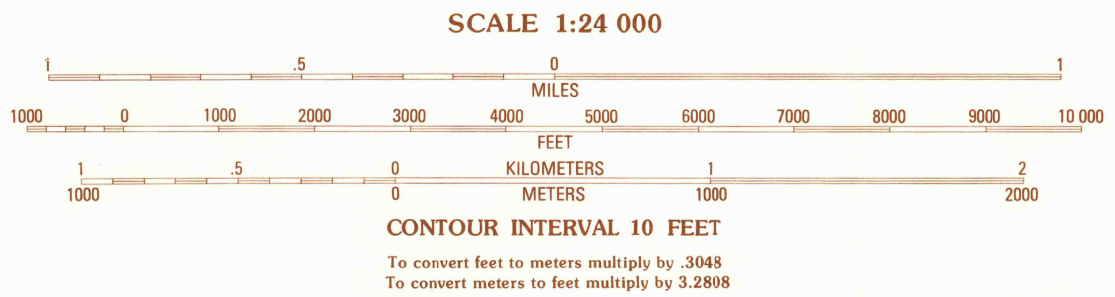 SCALE 1:24 000
1 .5 0 1
MILES
1000 0 1000 2000 3000 4000 5000 6000 7000 8000 9000 10 000
FEET
1 .5 0 KILOMETERS 1 2
1000 0 METERS 1000 2000
CONTOUR INTERVAL 10 FEET
To convert feet to meters multiply by .3048
To convert meters to feet multiply by 3.2808